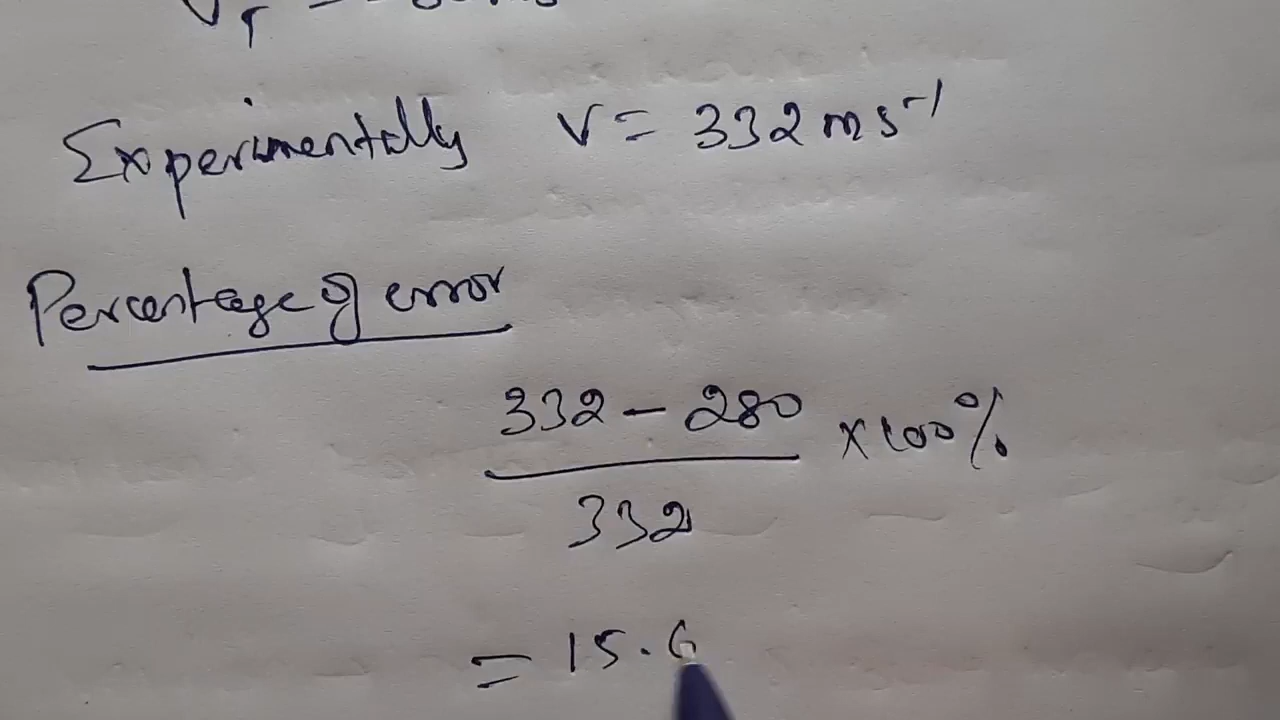 Experimentally V = 332 ms⁻¹
Percentage of error
332 - 280
× 100%
332
= 15.6